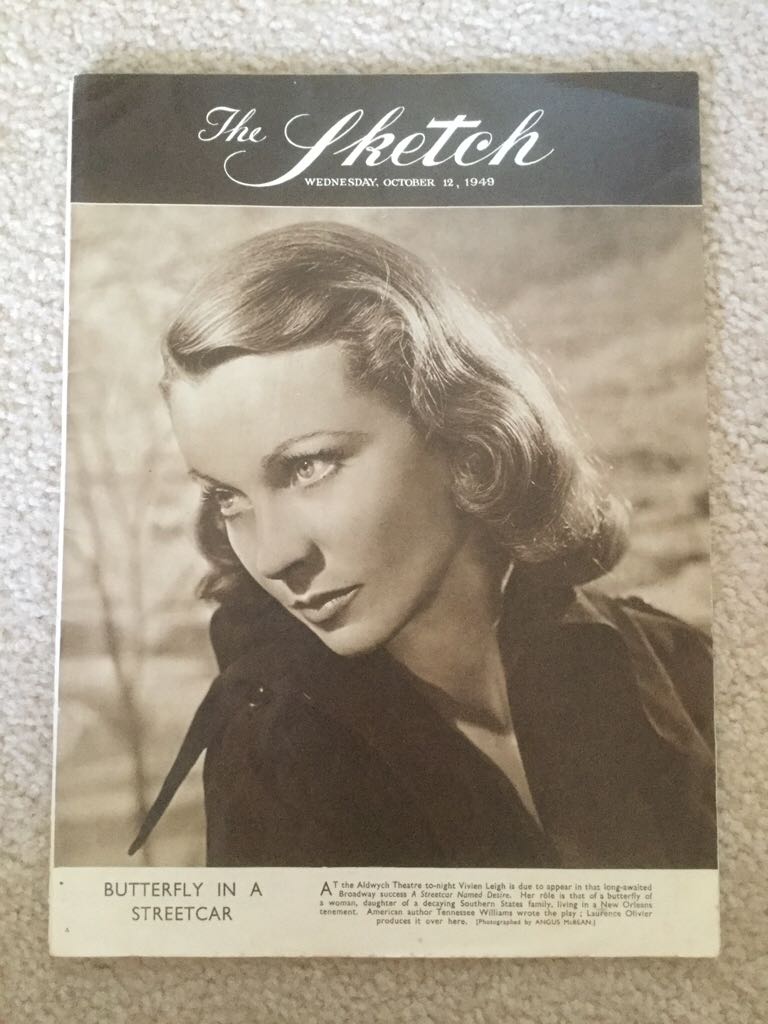 The Sketch
WEDNESDAY, OCTOBER 12, 1949
BUTTERFLY IN A
STREETCAR
AT the Aldwych Theatre to-night Vivien Leigh is due to appear in that long-awaited
Broadway success A Streetcar Named Desire. Her rôle is that of a butterfly of
a woman, daughter of a decaying Southern States family, living in a New Orleans
tenement. American author Tennessee Williams wrote the play ; Laurence Olivier
produces it over here. [Photographed by ANGUS McBEAN.]
A